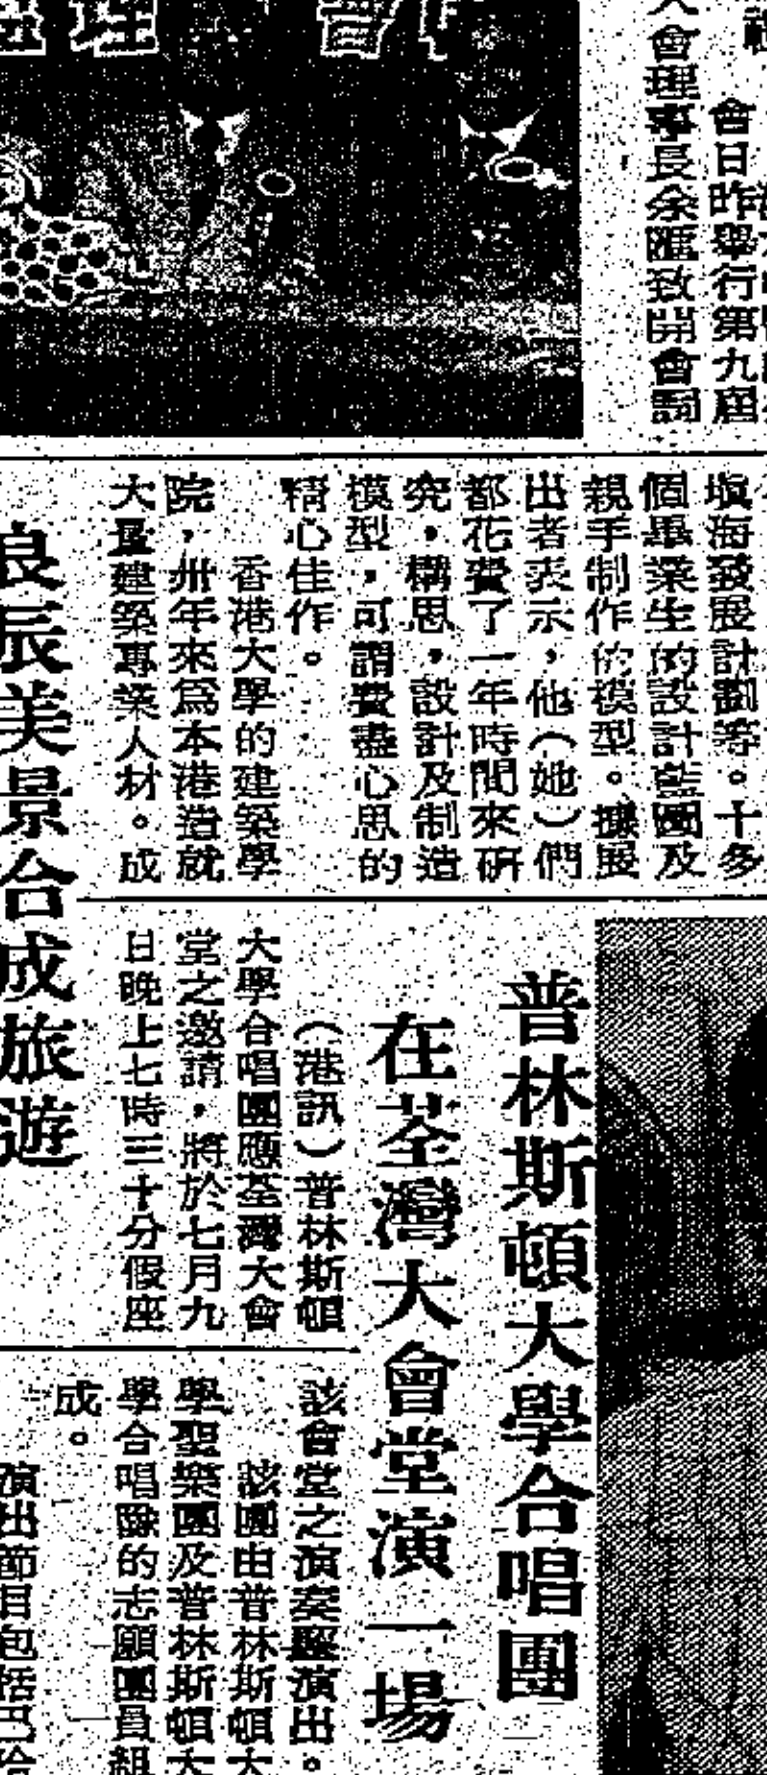 會日昨舉行第九屆
大會理事長余匯致開會詞
填海發展計劃等。十多
個畢業生的設計藍圖及
親手制作的模型。據展
出者表示,他(她)們
都花費了一年時間來研
究,構思,設計及制造
模型,可謂費盡心思的
精心佳作。
香港大學的建築學
院,卅年來爲本港造就
大量建築專業人材。成
普林斯頓大學合唱團
在荃灣大會堂演一場
(港訊)普林斯頓
大學合唱團應荃灣大會
堂之邀請,將於七月九
日晚上七時三十分假座
該會堂之演奏廳演出。
該團由普林斯頓大
學聖樂團及普林斯頓大
學合唱隊的志願團員組
成。
演出節目包括巴哈
良辰美景合成旅遊